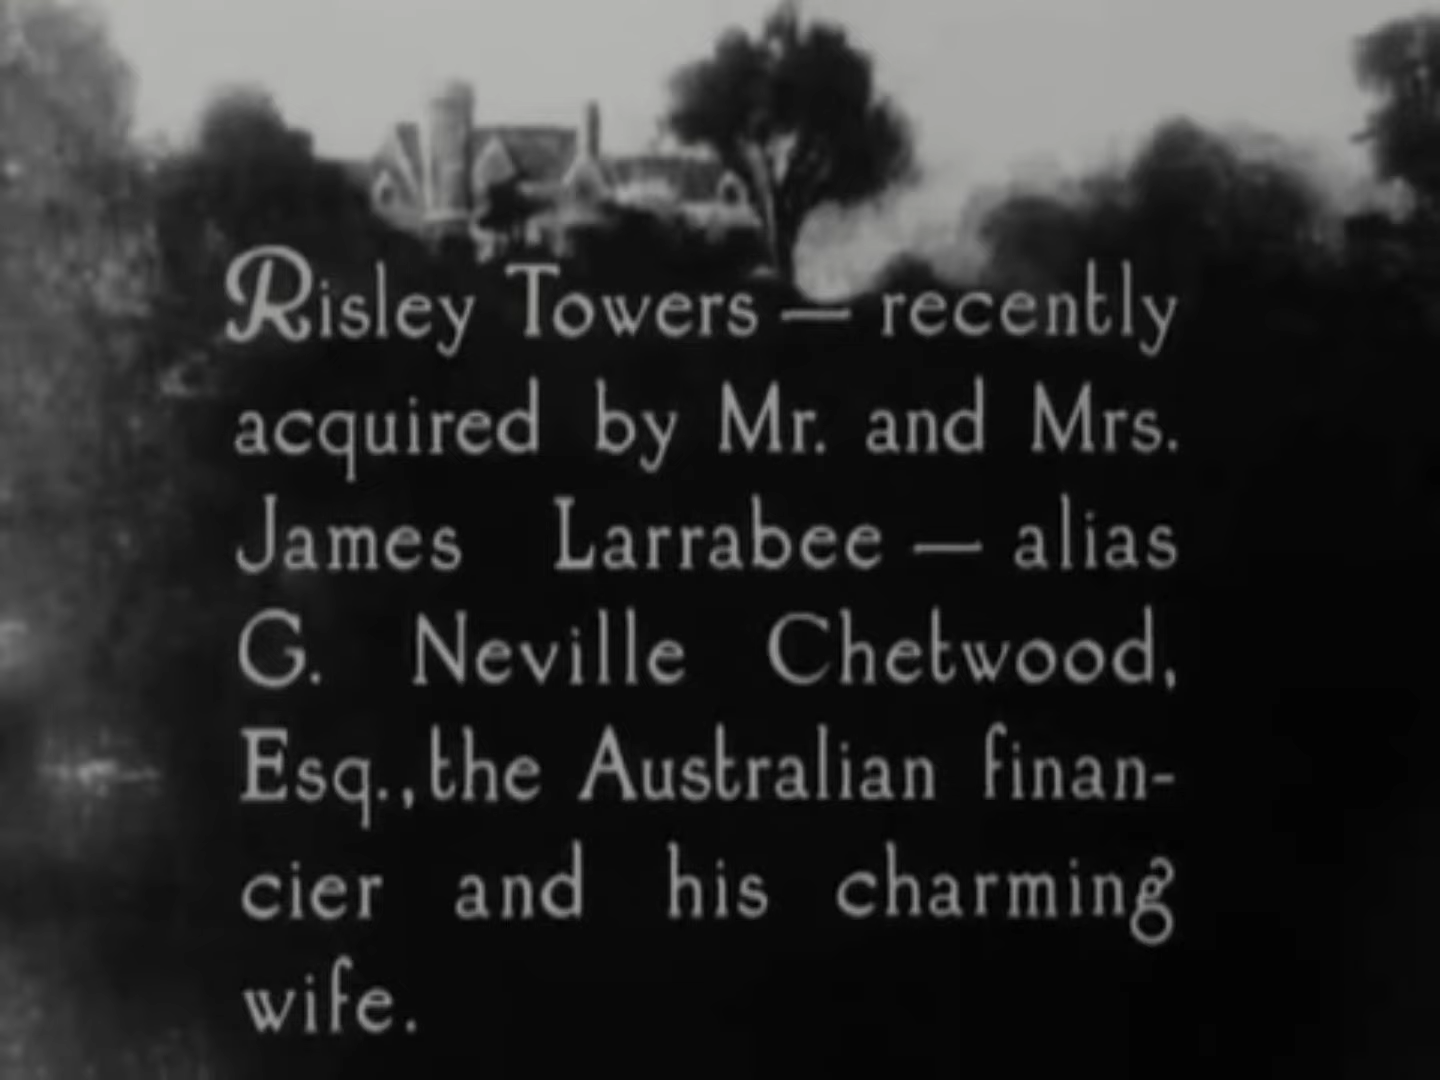 Risley Towers — recently
acquired by Mr. and Mrs.
James Larrabee — alias
G. Neville Chetwood,
Esq., the Australian finan-
cier and his charming
wife.